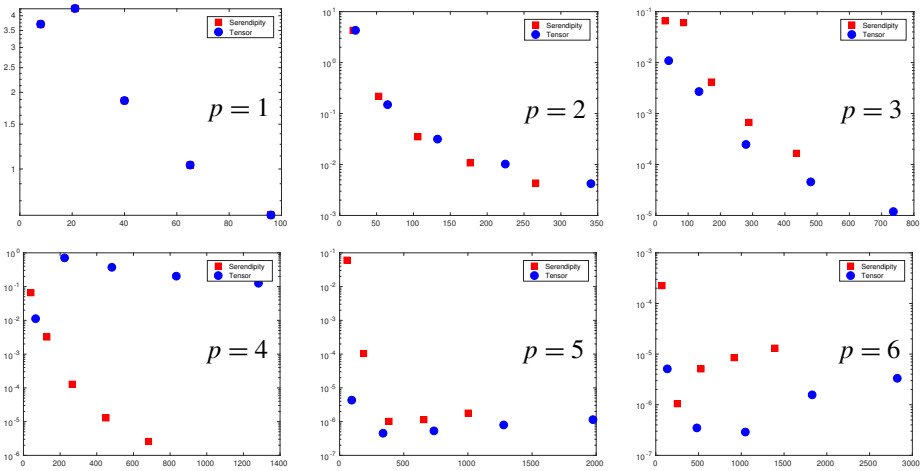 4
3.5
3
2.5
2
1.5
1
0 20 40 60 80 100
Serendipity
Tensor
p = 1
10^1
10^0
10^-1
10^-2
10^-3
0 50 100 150 200 250 300 350
Serendipity
Tensor
p = 2
10^-1
10^-2
10^-3
10^-4
10^-5
0 100 200 300 400 500 600 700 800
Serendipity
Tensor
p = 3
10^0
10^-1
10^-2
10^-3
10^-4
10^-5
10^-6
0 200 400 600 800 1000 1200 1400
Serendipity
Tensor
p = 4
10^-1
10^-2
10^-3
10^-4
10^-5
10^-6
10^-7
0 500 1000 1500 2000
Serendipity
Tensor
p = 5
10^-3
10^-4
10^-5
10^-6
10^-7
0 500 1000 1500 2000 2500 3000
Serendipity
Tensor
p = 6